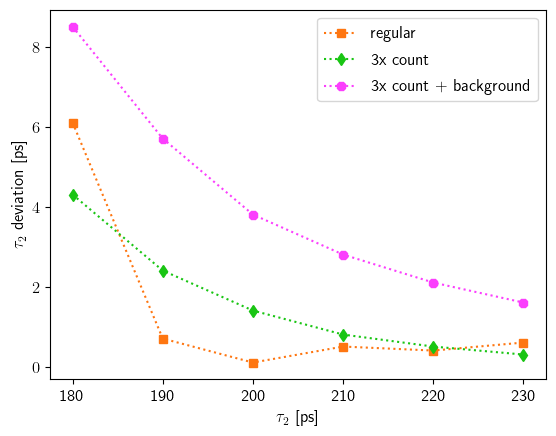 regular
3x count
3x count + background
8
6
4
2
0
τ₂ deviation [ps]
180 190 200 210 220 230
τ₂ [ps]